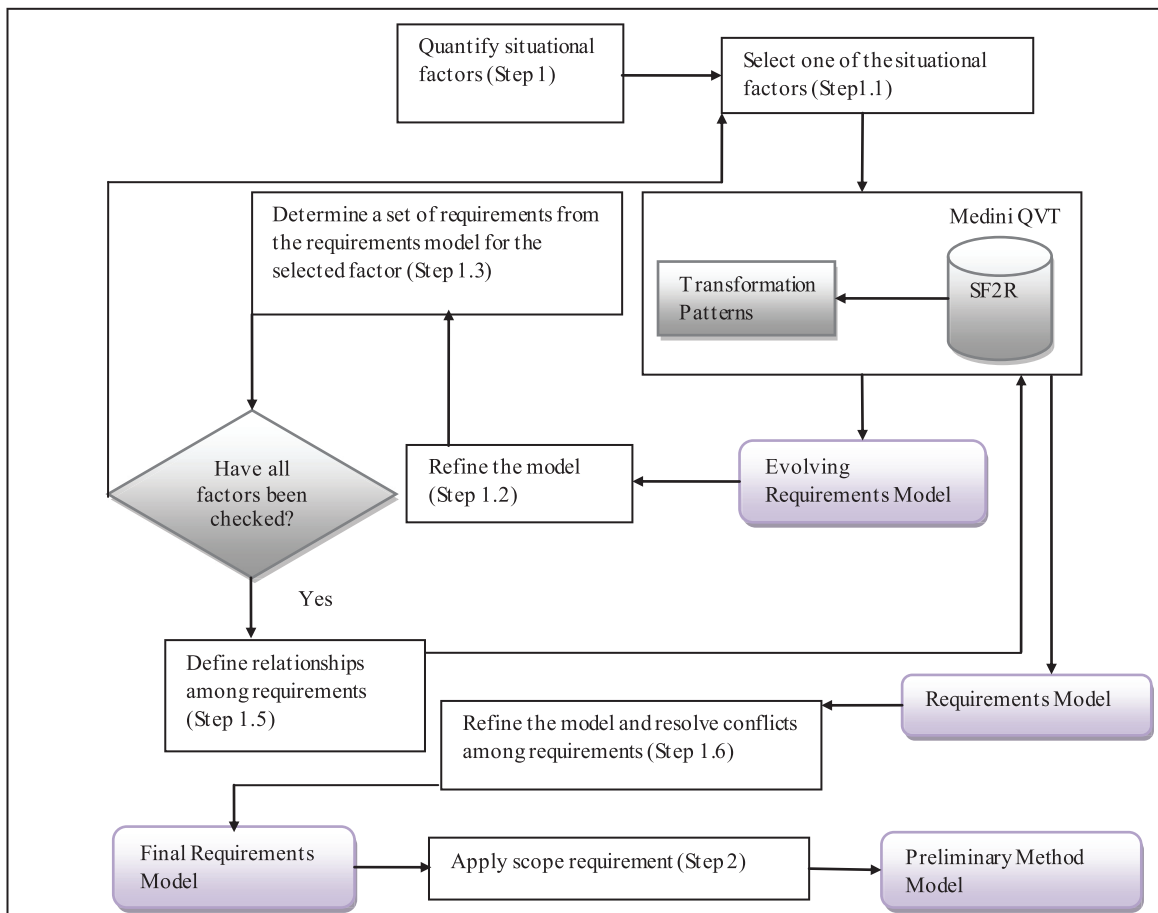 Quantify situational
factors (Step 1)
Select one of the situational
factors (Step1.1)
Medini QVT
SF2R
Transformation
Patterns
Determine a set of requirements from
the requirements model for the
selected factor (Step 1.3)
Evolving
Requirements Model
Refine the model
(Step 1.2)
Have all
factors been
checked?
Yes
Define relationships
among requirements
(Step 1.5)
Requirements Model
Refine the model and resolve conflicts
among requirements (Step 1.6)
Final Requirements
Model
Apply scope requirement (Step 2)
Preliminary Method
Model